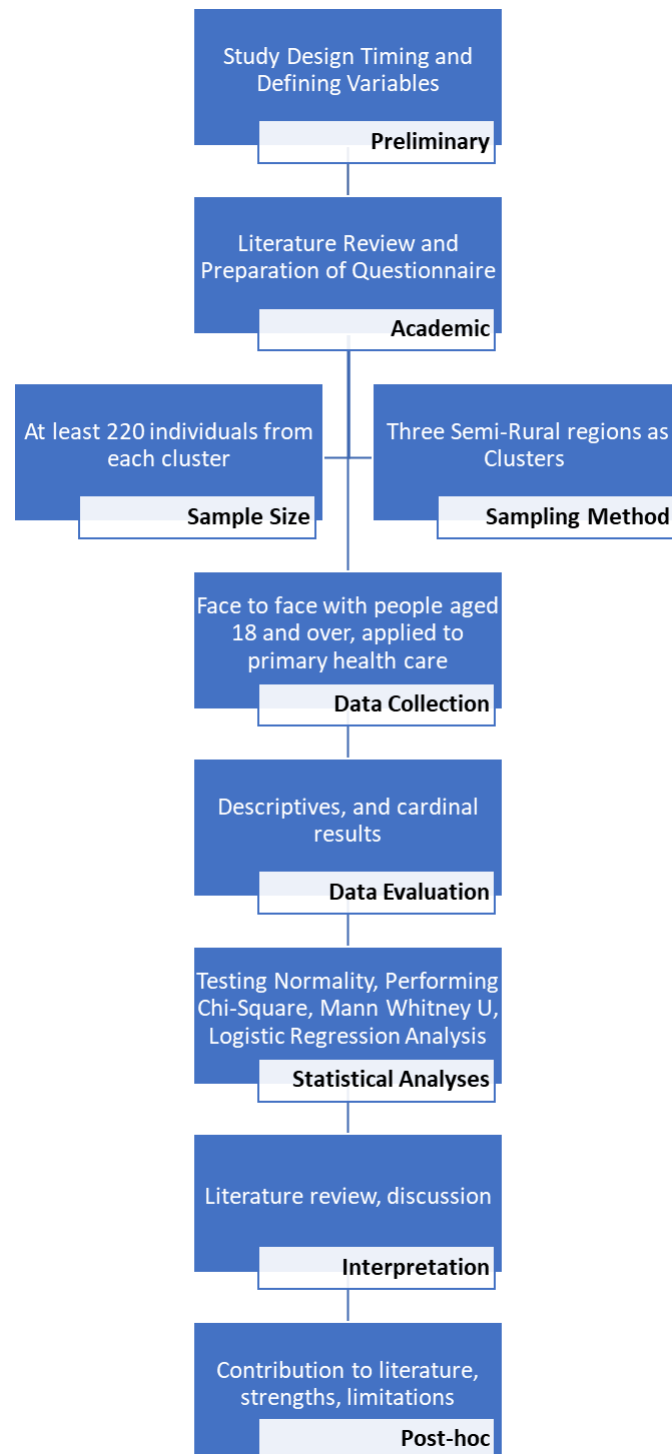 Study Design Timing and
Defining Variables
Preliminary
Literature Review and
Preparation of Questionnaire
Academic
At least 220 individuals from
each cluster
Sample Size
Three Semi-Rural regions as
Clusters
Sampling Method
Face to face with people aged
18 and over, applied to
primary health care
Data Collection
Descriptives, and cardinal
results
Data Evaluation
Testing Normality, Performing
Chi-Square, Mann Whitney U,
Logistic Regression Analysis
Statistical Analyses
Literature review, discussion
Interpretation
Contribution to literature,
strengths, limitations
Post-hoc